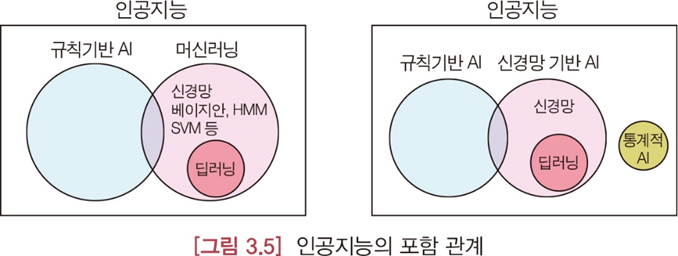 인공지능
규칙기반 AI
머신러닝
신경망
베이지안, HMM
SVM 등
딥러닝
인공지능
규칙기반 AI
신경망 기반 AI
신경망
딥러닝
통계적
AI
[그림 3.5] 인공지능의 포함 관계